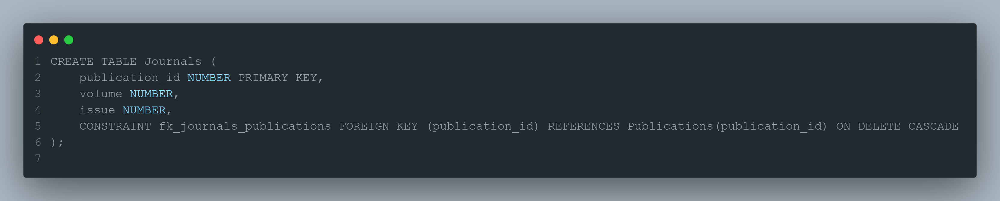 1 CREATE TABLE Journals (
2     publication_id NUMBER PRIMARY KEY,
3     volume NUMBER,
4     issue NUMBER,
5     CONSTRAINT fk_journals_publications FOREIGN KEY (publication_id) REFERENCES Publications(publication_id) ON DELETE CASCADE
6 );
7